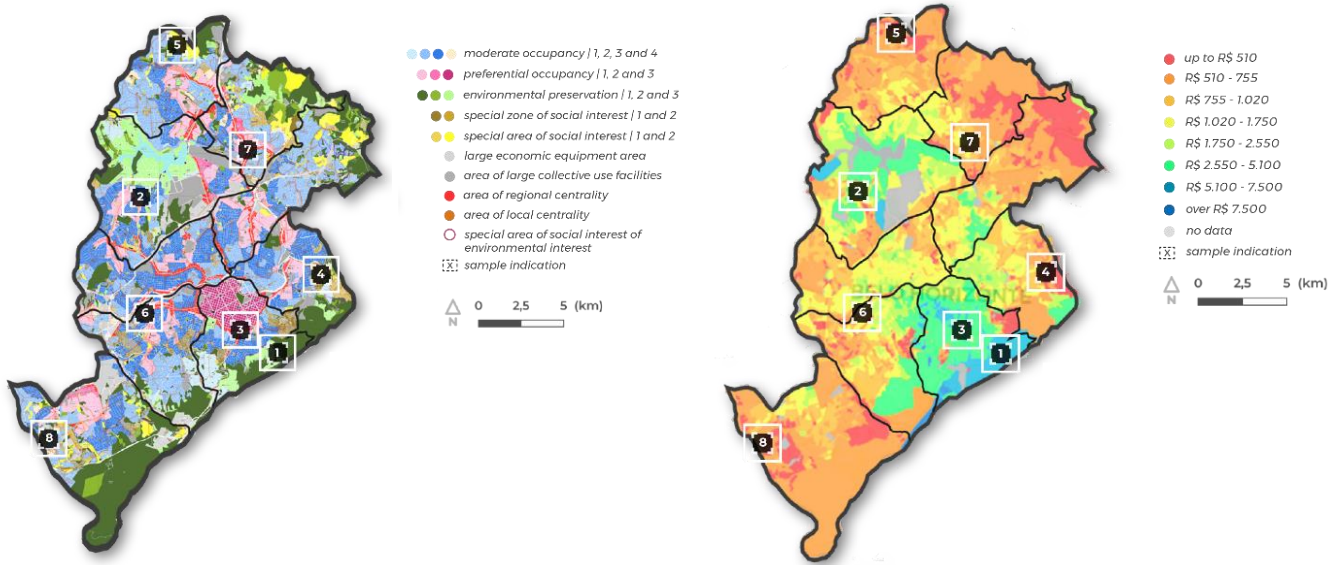 5
7
2
4
6
3
1
8
moderate occupancy | 1, 2, 3 and 4
preferential occupancy | 1, 2 and 3
environmental preservation | 1, 2 and 3
special zone of social interest | 1 and 2
special area of social interest | 1 and 2
large economic equipment area
area of large collective use facilities
area of regional centrality
area of local centrality
special area of social interest of
environmental interest
X sample indication
N 0 2,5 5 (km)
5
7
2
4
BELO HORIZONTE
6
3
1
8
up to R$ 510
R$ 510 - 755
R$ 755 - 1.020
R$ 1.020 - 1.750
R$ 1.750 - 2.550
R$ 2.550 - 5.100
R$ 5.100 - 7.500
over R$ 7.500
no data
X sample indication
N 0 2,5 5 (km)